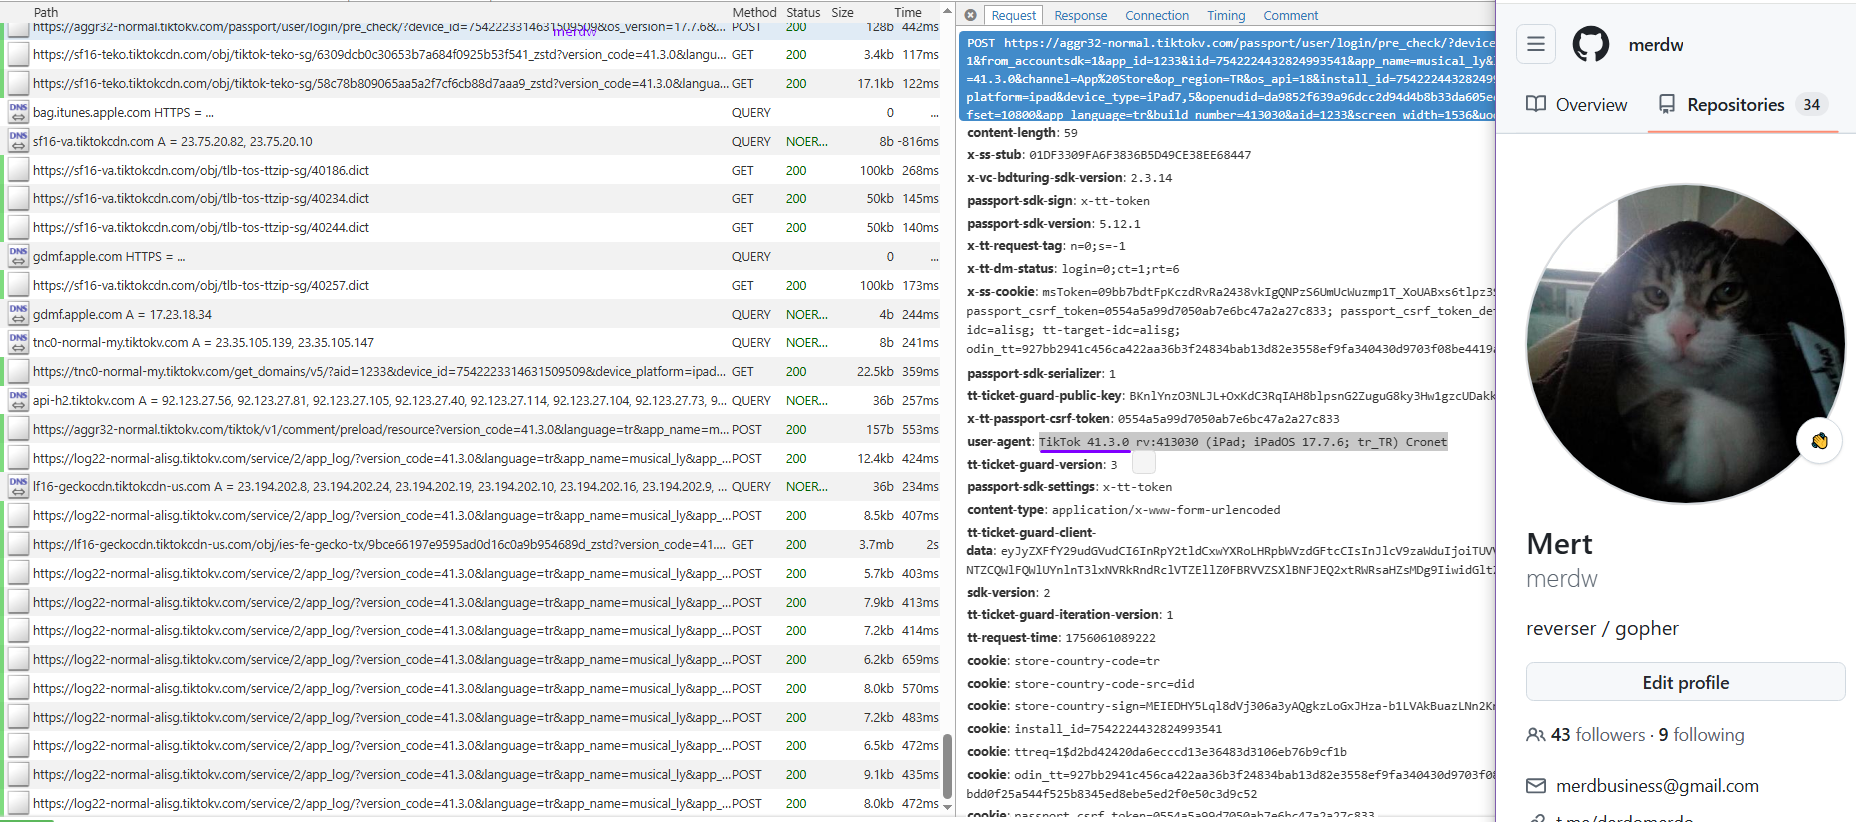 Path Method Status Size Time
https://aggr32-normal.tiktokv.com/passport/user/login/pre_check/?device_id=7542223314631509509&os_version=17.7.6&... POST 200 128b 442ms
merdw
https://sf16-teko.tiktokcdn.com/obj/tiktok-teko-sg/6309dcb0c30653b7a684f0925b53f541_zstd?version_code=41.3.0&langu... GET 200 3.4kb 117ms
https://sf16-teko.tiktokcdn.com/obj/tiktok-teko-sg/58c78b809065aa5a2f7cf6cb88d7aaa9_zstd?version_code=41.3.0&langua... GET 200 17.1kb 122ms
DNS bag.itunes.apple.com HTTPS = ... QUERY 0 ...
DNS sf16-va.tiktokcdn.com A = 23.75.20.82, 23.75.20.10 QUERY NOER... 8b -816ms
https://sf16-va.tiktokcdn.com/obj/tlb-tos-ttzip-sg/40186.dict GET 200 100kb 268ms
https://sf16-va.tiktokcdn.com/obj/tlb-tos-ttzip-sg/40234.dict GET 200 50kb 145ms
https://sf16-va.tiktokcdn.com/obj/tlb-tos-ttzip-sg/40244.dict GET 200 50kb 140ms
DNS gdmf.apple.com HTTPS = ... QUERY 0 ...
https://sf16-va.tiktokcdn.com/obj/tlb-tos-ttzip-sg/40257.dict GET 200 100kb 173ms
DNS gdmf.apple.com A = 17.23.18.34 QUERY NOER... 4b 244ms
DNS tnc0-normal-my.tiktokv.com A = 23.35.105.139, 23.35.105.147 QUERY NOER... 8b 241ms
https://tnc0-normal-my.tiktokv.com/get_domains/v5/?aid=1233&device_id=7542223314631509509&device_platform=ipad... GET 200 22.5kb 359ms
DNS api-h2.tiktokv.com A = 92.123.27.56, 92.123.27.81, 92.123.27.105, 92.123.27.40, 92.123.27.114, 92.123.27.104, 92.123.27.73, 9... QUERY NOER... 36b 257ms
https://aggr32-normal.tiktokv.com/tiktok/v1/comment/preload/resource?version_code=41.3.0&language=tr&app_name=m... POST 200 157b 553ms
https://log22-normal-alisg.tiktokv.com/service/2/app_log/?version_code=41.3.0&language=tr&app_name=musical_ly&app_... POST 200 12.4kb 424ms
DNS lf16-geckocdn.tiktokcdn-us.com A = 23.194.202.8, 23.194.202.24, 23.194.202.19, 23.194.202.10, 23.194.202.16, 23.194.202.9, ... QUERY NOER... 36b 234ms
https://log22-normal-alisg.tiktokv.com/service/2/app_log/?version_code=41.3.0&language=tr&app_name=musical_ly&app_... POST 200 8.5kb 407ms
https://lf16-geckocdn.tiktokcdn-us.com/obj/ies-fe-gecko-tx/9bce66197e9595ad0d16c0a9b954689d_zstd?version_code=41.... GET 200 3.7mb 2s
https://log22-normal-alisg.tiktokv.com/service/2/app_log/?version_code=41.3.0&language=tr&app_name=musical_ly&app_... POST 200 5.7kb 403ms
https://log22-normal-alisg.tiktokv.com/service/2/app_log/?version_code=41.3.0&language=tr&app_name=musical_ly&app_... POST 200 7.9kb 413ms
https://log22-normal-alisg.tiktokv.com/service/2/app_log/?version_code=41.3.0&language=tr&app_name=musical_ly&app_... POST 200 7.2kb 414ms
https://log22-normal-alisg.tiktokv.com/service/2/app_log/?version_code=41.3.0&language=tr&app_name=musical_ly&app_... POST 200 6.2kb 659ms
https://log22-normal-alisg.tiktokv.com/service/2/app_log/?version_code=41.3.0&language=tr&app_name=musical_ly&app_... POST 200 8.0kb 570ms
https://log22-normal-alisg.tiktokv.com/service/2/app_log/?version_code=41.3.0&language=tr&app_name=musical_ly&app_... POST 200 7.2kb 483ms
https://log22-normal-alisg.tiktokv.com/service/2/app_log/?version_code=41.3.0&language=tr&app_name=musical_ly&app_... POST 200 6.5kb 472ms
https://log22-normal-alisg.tiktokv.com/service/2/app_log/?version_code=41.3.0&language=tr&app_name=musical_ly&app_... POST 200 9.1kb 435ms
https://log22-normal-alisg.tiktokv.com/service/2/app_log/?version_code=41.3.0&language=tr&app_name=musical_ly&app_... POST 200 8.0kb 472ms
Request Response Connection Timing Comment
POST https://aggr32-normal.tiktokv.com/passport/user/login/pre_check/?device
1&from_accountsdk=1&app_id=1233&iid=7542224432824993541&app_name=musical_ly&
=41.3.0&channel=App%20Store&op_region=TR&os_api=18&install_id=75422244328249
platform=ipad&device_type=iPad7,5&openudid=da9852f639a96dcc2d94d4b8b33da605e
fset=10800&app_language=tr&build_number=413030&aid=1233&screen_width=1536&uo
content-length: 59
x-ss-stub: 01DF3309FA6F3836B5D49CE38EE68447
x-vc-bdturing-sdk-version: 2.3.14
passport-sdk-sign: x-tt-token
passport-sdk-version: 5.12.1
x-tt-request-tag: n=0;s=-1
x-tt-dm-status: login=0;ct=1;rt=6
x-ss-cookie: msToken=09bb7bdtFpKczdRvRa2438vkIgQNPzS6UmUcWuzmp1T_XoUABxs6tlpz3S
passport_csrf_token=0554a5a99d7050ab7e6bc47a2a27c833; passport_csrf_token_de
idc=alisg; tt-target-idc=alisg;
odin_tt=927bb2941c456ca422aa36b3f24834bab13d82e3558ef9fa340430d9703f08be4419a
passport-sdk-serializer: 1
tt-ticket-guard-public-key: BKnlYnzO3NLJL+OxKdC3RqIAH8blpsnG2ZuguG8ky3Hw1gzcUDakk
x-tt-passport-csrf-token: 0554a5a99d7050ab7e6bc47a2a27c833
user-agent: TikTok 41.3.0 rv:413030 (iPad; iPadOS 17.7.6; tr_TR) Cronet
tt-ticket-guard-version: 3
passport-sdk-settings: x-tt-token
content-type: application/x-www-form-urlencoded
tt-ticket-guard-client-
data: eyJyZXFfY29udGVudCI6InRpY2tldCxwYXRoLHRpbWVzdGFtcCIsInJlcV9zaWduIjoiTUVV
sdk-version: 2
tt-ticket-guard-iteration-version: 1
tt-request-time: 1756061089222
cookie: store-country-code=tr
cookie: store-country-code-src=did
cookie: store-country-sign=MEIEDHY5Lql8dVj306a3yAQgkzLoGxJHza-b1LVAkBuazLNn2Kr
cookie: install_id=7542224432824993541
cookie: ttreq=1$d2bd42420da6ecccd13e36483d3106eb76b9cf1b
cookie: odin_tt=927bb2941c456ca422aa36b3f24834bab13d82e3558ef9fa340430d9703f08
bdd0f25a544f525b8345ed8ebe5ed2f0e50c3d9c52
cookie: passport_csrf_token=0554a5a99d7050ab7e6bc47a2a27c833
merdw
Overview Repositories 34
Mert
merdw
reverser / gopher
Edit profile
43 followers · 9 following
merdbusiness@gmail.com